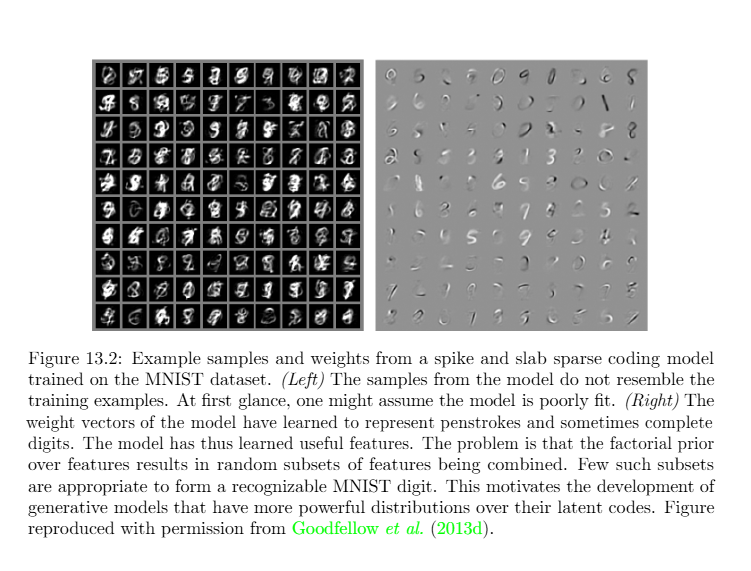 Figure 13.2: Example samples and weights from a spike and slab sparse coding model
trained on the MNIST dataset. (Left) The samples from the model do not resemble the
training examples. At first glance, one might assume the model is poorly fit. (Right) The
weight vectors of the model have learned to represent penstrokes and sometimes complete
digits. The model has thus learned useful features. The problem is that the factorial prior
over features results in random subsets of features being combined. Few such subsets
are appropriate to form a recognizable MNIST digit. This motivates the development of
generative models that have more powerful distributions over their latent codes. Figure
reproduced with permission from Goodfellow et al. (2013d).